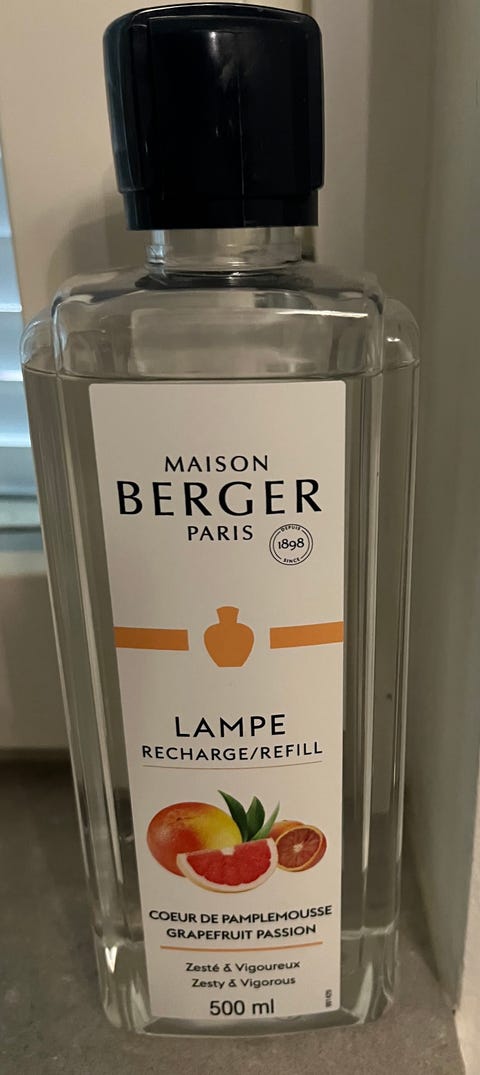 MAISON
BERGER
PARIS
DEPUIS
1898
SINCE
LAMPE
RECHARGE/REFILL
COEUR DE PAMPLEMOUSSE
GRAPEFRUIT PASSION
Zesté & Vigoureux
Zesty & Vigorous
500 ml